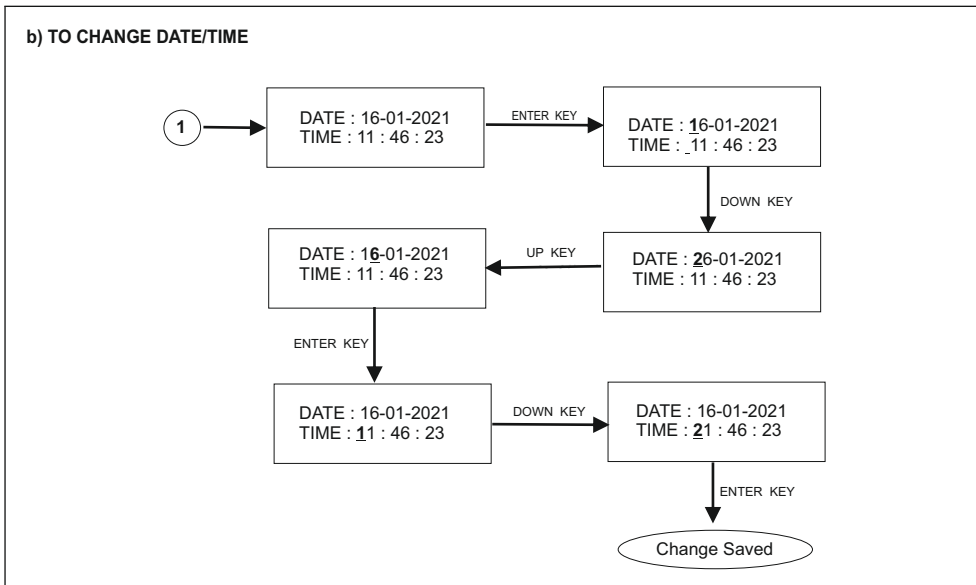 b) TO CHANGE DATE/TIME
1
DATE : 16-01-2021
TIME : 11 : 46 : 23
ENTER KEY
DATE : 16-01-2021
TIME : _11 : 46 : 23
DOWN KEY
DATE : 26-01-2021
TIME : 11 : 46 : 23
UP KEY
DATE : 16-01-2021
TIME : 11 : 46 : 23
ENTER KEY
DATE : 16-01-2021
TIME : 11 : 46 : 23
DOWN KEY
DATE : 16-01-2021
TIME : 21 : 46 : 23
ENTER KEY
Change Saved